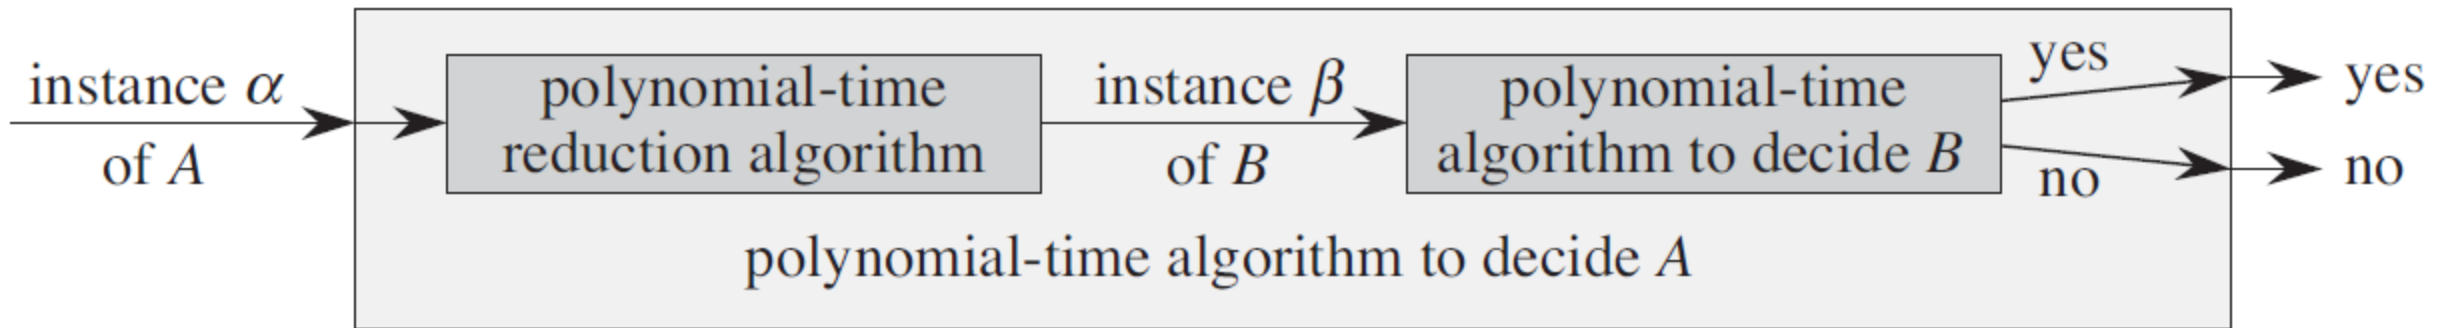 instance α
of A
polynomial-time
reduction algorithm
instance β
of B
polynomial-time
algorithm to decide B
yes
no
yes
no
polynomial-time algorithm to decide A